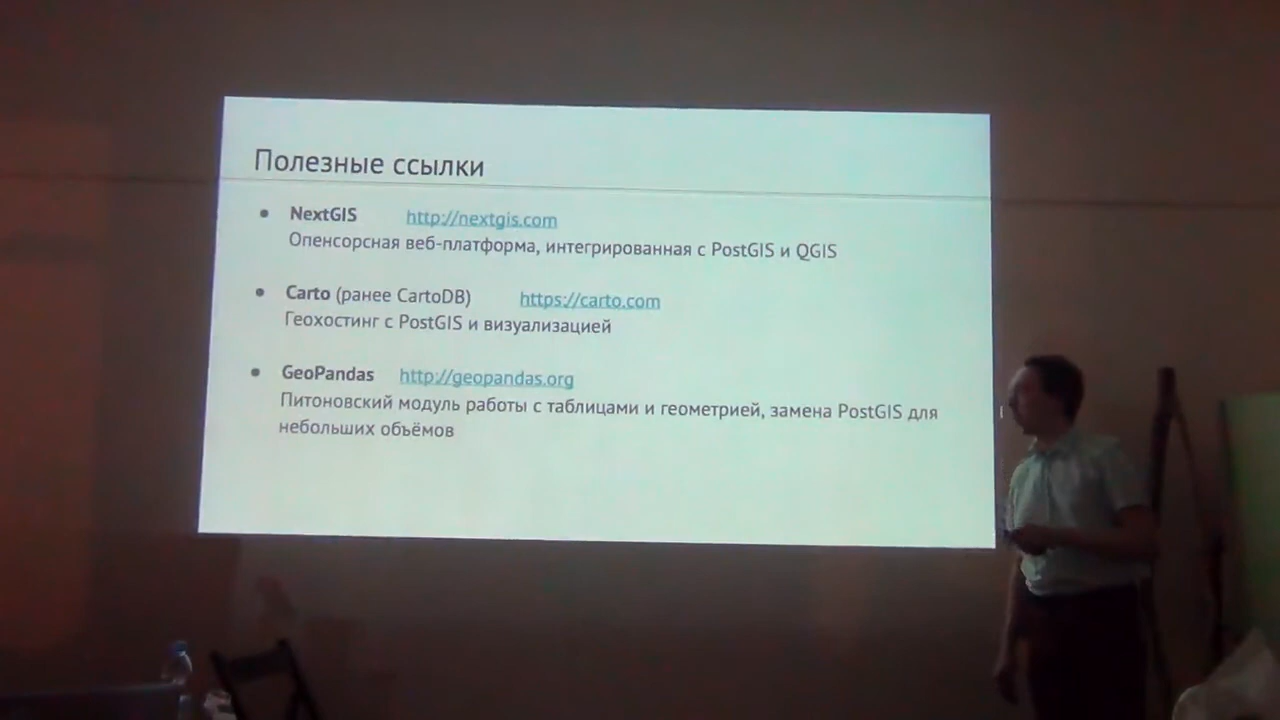 Полезные ссылки
NextGIS http://nextgis.com
Опенсорсная веб-платформа, интегрированная с PostGIS и QGIS
Carto (ранее CartoDB) https://carto.com
Геохостинг с PostGIS и визуализацией
GeoPandas http://geopandas.org
Питоновский модуль работы с таблицами и геометрией, замена PostGIS для
небольших объёмов